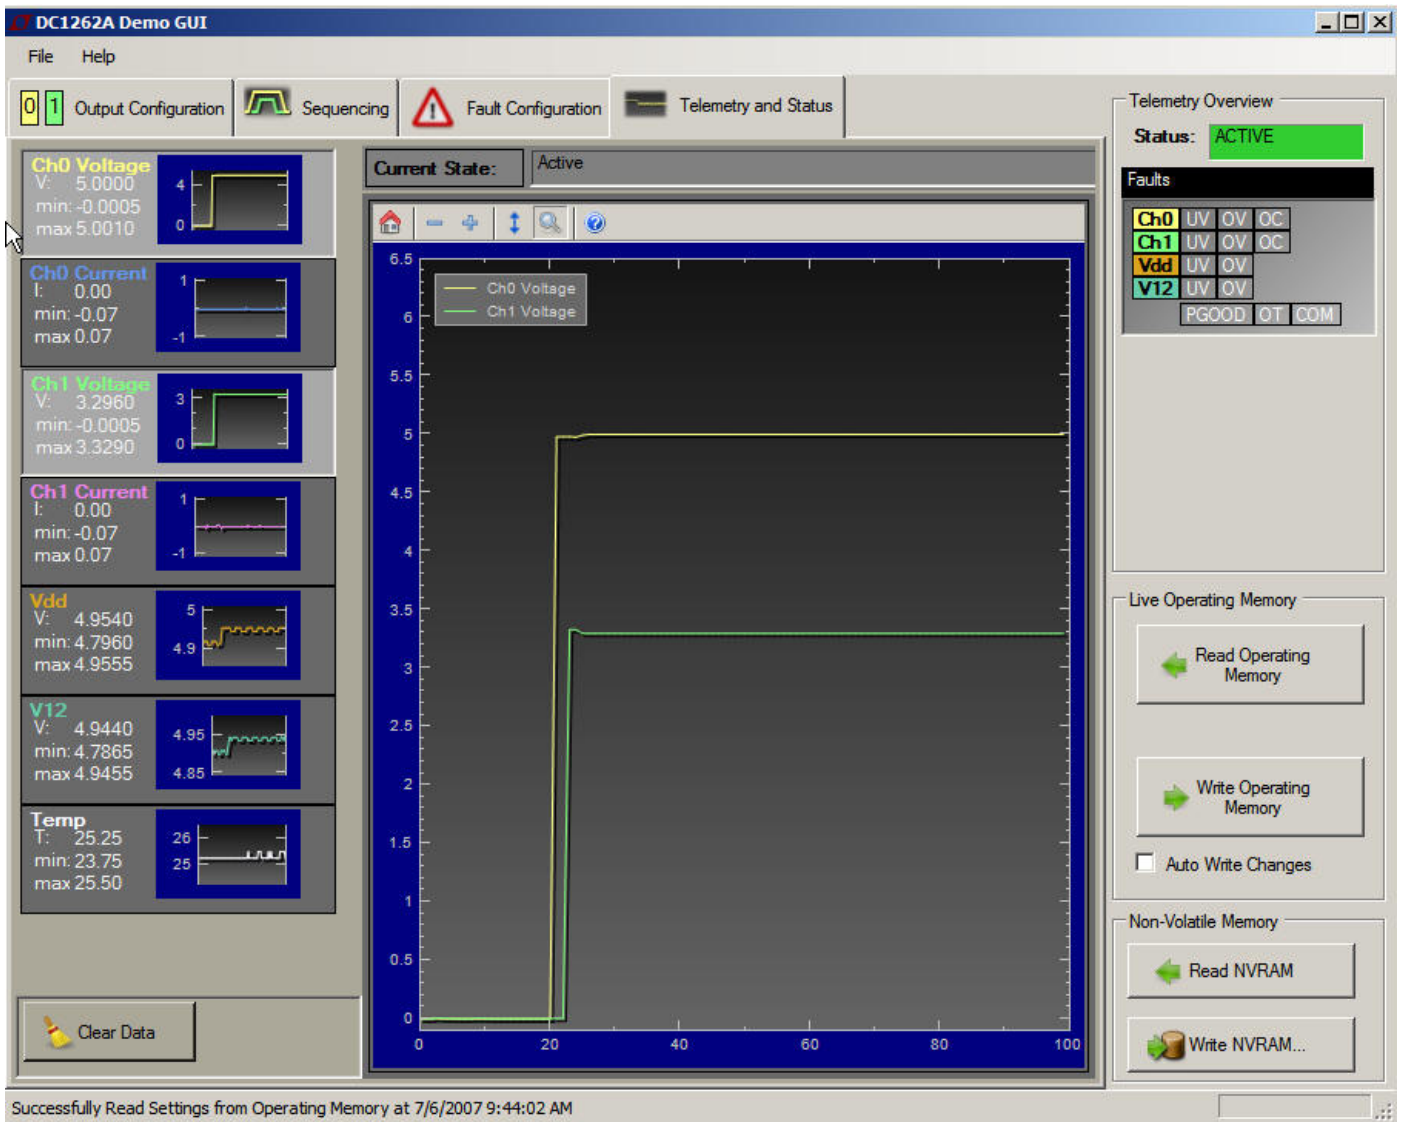 DC1262A Demo GUI
File Help
0 1 Output Configuration Sequencing Fault Configuration Telemetry and Status
Ch0 Voltage
V: 5.0000
min: -0.0005
max 5.0010
4
0
Ch0 Current
I: 0.00
min: -0.07
max 0.07
1
-1
Ch1 Voltage
V: 3.2960
min: -0.0005
max 3.3290
3
0
Ch1 Current
I: 0.00
min: -0.07
max 0.07
1
-1
Vdd
V: 4.9540
min: 4.7960
max 4.9555
5
4.9
V12
V: 4.9440
min: 4.7865
max 4.9455
4.95
4.85
Temp
T: 25.25
min: 23.75
max 25.50
26
25
Clear Data
Current State: Active
Ch0 Voltage
Ch1 Voltage
6.5
6
5.5
5
4.5
4
3.5
3
2.5
2
1.5
1
0.5
0
0 20 40 60 80 100
Telemetry Overview
Status: ACTIVE
Faults
Ch0 UV OV OC
Ch1 UV OV OC
Vdd UV OV
V12 UV OV
PGOOD OT COM
Live Operating Memory
Read Operating
Memory
Write Operating
Memory
Auto Write Changes
Non-Volatile Memory
Read NVRAM
Write NVRAM...
Successfully Read Settings from Operating Memory at 7/6/2007 9:44:02 AM